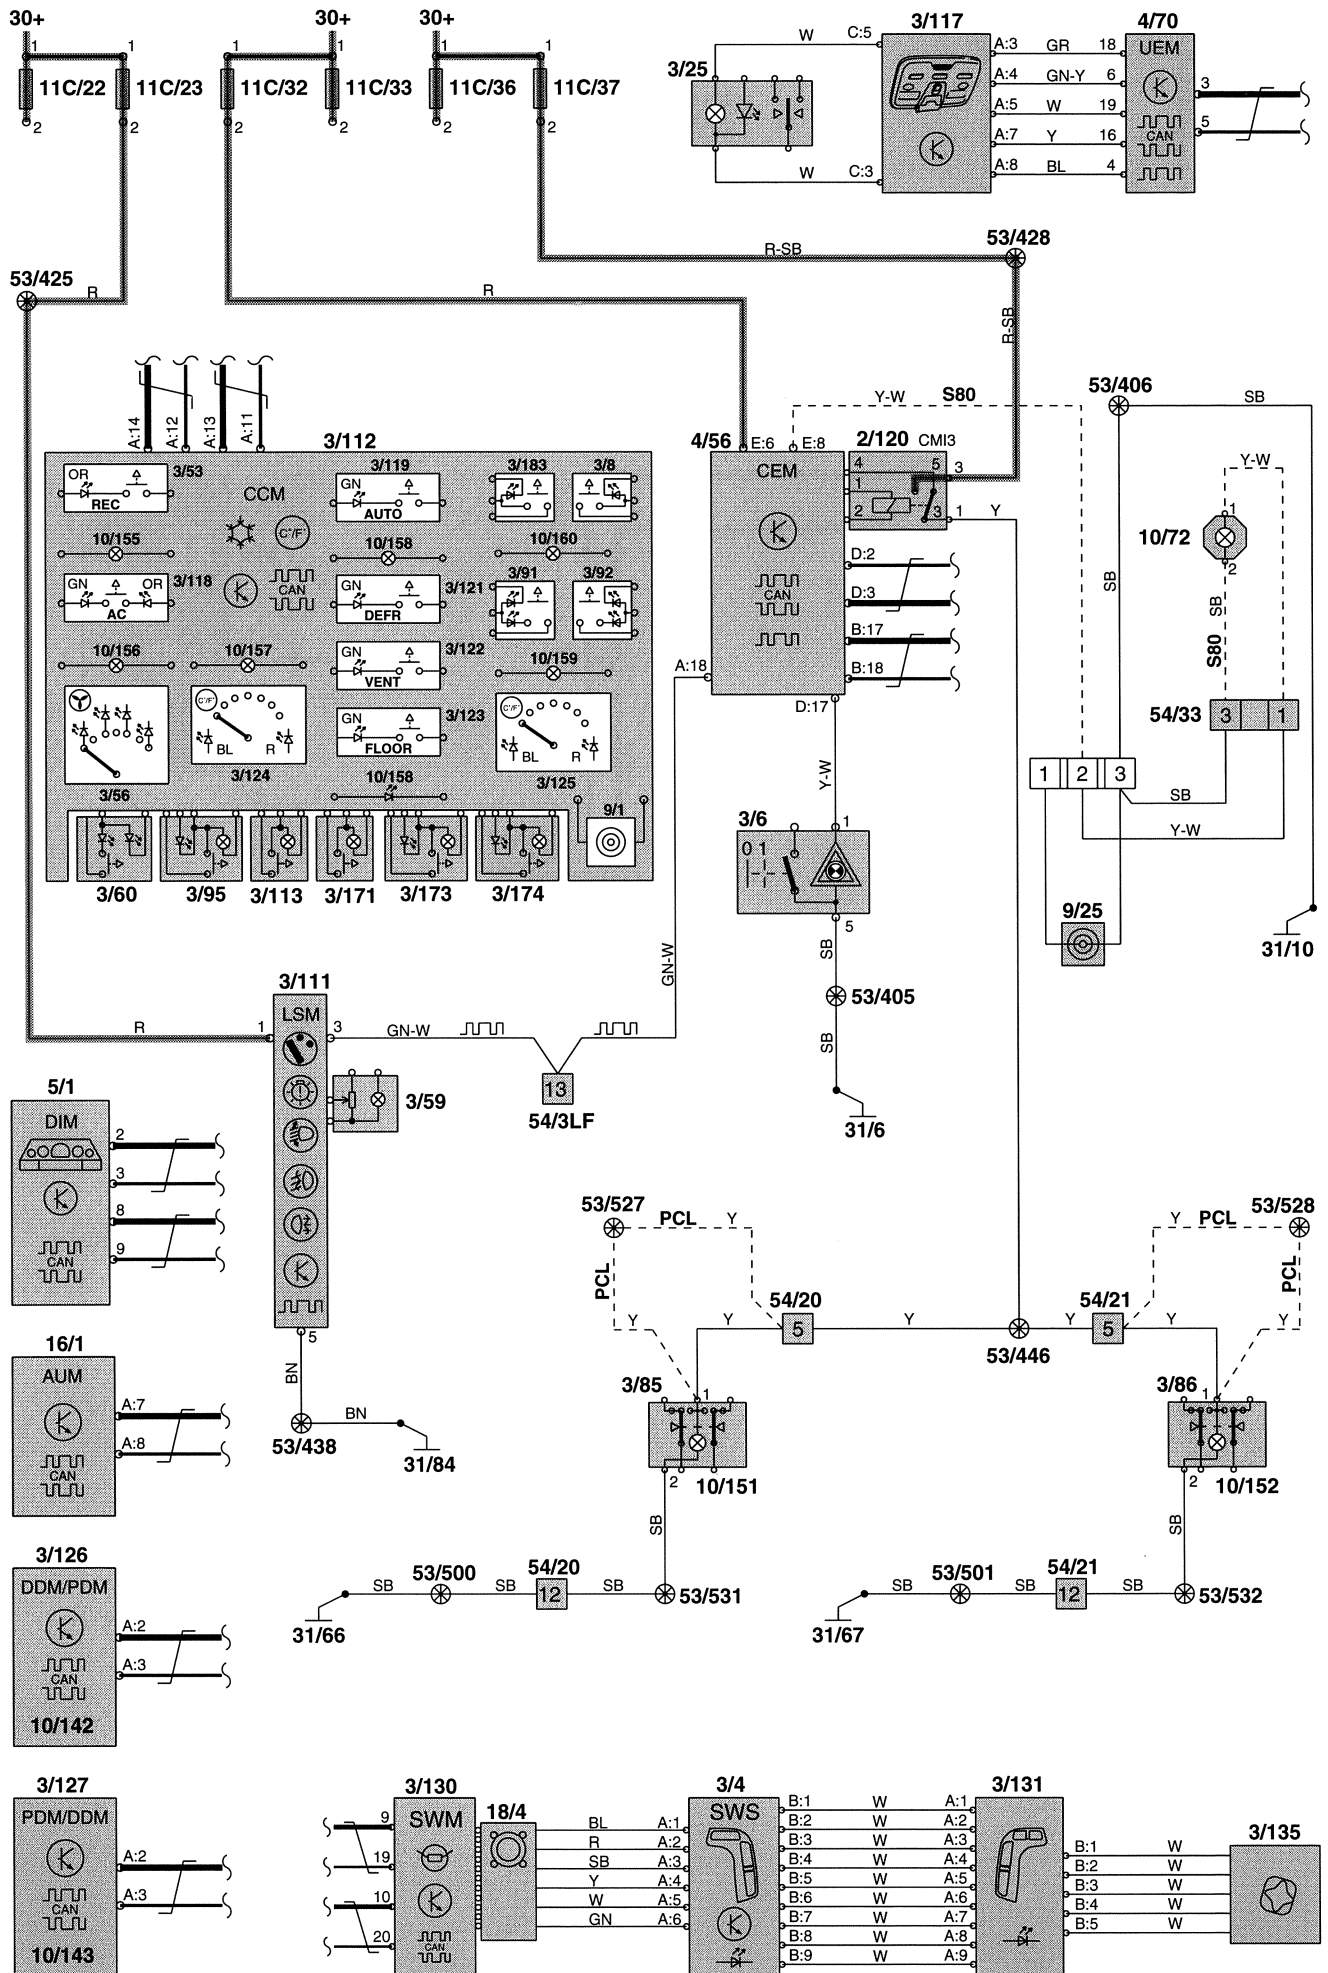 30+ 30+ 30+
1 1 1 1
11C/22 11C/23 11C/32 11C/33 11C/36 11C/37
2 2 2 2 2 2
3/25 W C:5 3/117 4/70
W C:3
A:3 GR 18 UEM
A:4 GN-Y 6 3
A:5 W 19 5
A:7 Y 16 CAN
A:8 BL 4
53/425 R R R-SB 53/428
R-SB
A:14 A:12 A:13 A:11
3/112
OR REC 3/53 CCM 3/119 GN AUTO 3/183 3/8
C°/F°
10/155 10/158 10/160
GN OR AC 3/118 CAN GN DEFR 3/121 3/91 3/92
10/156 10/157 GN VENT 3/122 10/159
3/56 C°/F° BL R 3/124 GN FLOOR 3/123 C°/F° BL R 3/125
10/158 9/1
3/60 3/95 3/113 3/171 3/173 3/174
4/56 E:6 E:8 2/120 CMI3
Y-W S80
CEM 4 5 3
1
2 3 1 Y
CAN
D:2
D:3
B:17
B:18
A:18 D:17
53/406 SB
SB
Y-W
10/72 1
2
SB
S80
54/33 3 1
1 2 3
SB
Y-W
9/25 31/10
Y-W
3/6 1
0 1
5
SB
53/405
SB
31/6
GN-W
3/111
LSM
R 1 3 GN-W
13
54/3LF
3/59
5
BN
BN
53/438 31/84
5/1
DIM
2
3
8
9
CAN
16/1
AUM
A:7
A:8
CAN
3/126
DDM/PDM
A:2
A:3
CAN
10/142
3/127
PDM/DDM
A:2
A:3
CAN
10/143
53/527 PCL Y Y PCL 53/528
PCL PCL
Y 54/20 54/21 Y
Y 5 Y Y 5 Y
53/446
3/85 1 3/86 1
2 10/151 2 10/152
SB SB
SB 53/500 SB 54/20 12 SB 53/531
31/66
SB 53/501 SB 54/21 12 SB 53/532
31/67
3/130 18/4 3/4 3/131 3/135
SWM SWS
9
19
10
20
CAN
BL A:1
R A:2
SB A:3
Y A:4
W A:5
GN A:6
B:1 W A:1
B:2 W A:2
B:3 W A:3
B:4 W A:4
B:5 W A:5
B:6 W A:6
B:7 W A:7
B:8 W A:8
B:9 W A:9
B:1 W
B:2 W
B:3 W
B:4 W
B:5 W